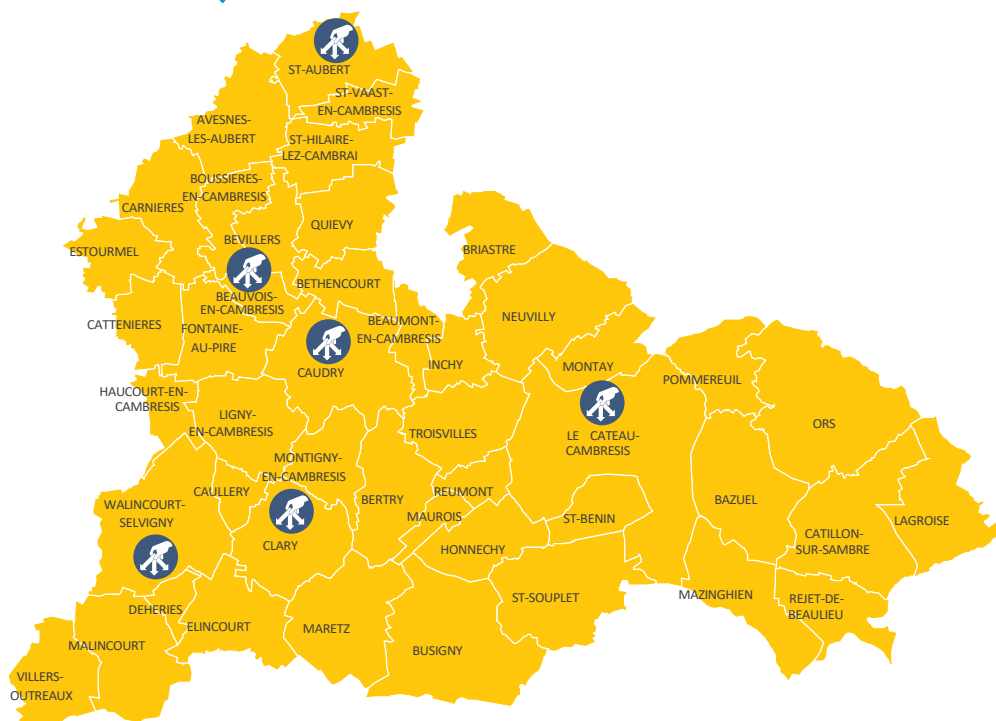 ST-AUBERT
ST-VAAST-
EN-CAMBRESIS
AVESNES-
LES-AUBERT
ST-HILAIRE-
LEZ-CAMBRAI
BOUSSIERES-
EN-CAMBRESIS
CARNIERES
QUIEVY
BEVILLERS
ESTOURMEL
BRIASTRE
BETHENCOURT
BEAUVOIS-
EN-CAMBRESIS
CATTENIERES
FONTAINE-
AU-PIRE
BEAUMONT-
EN-CAMBRESIS
NEUVILLY
CAUDRY
INCHY
MONTAY
POMMEREUIL
HAUCOURT-EN-
CAMBRESIS
LIGNY-
EN-CAMBRESIS
TROISVILLES
LE CATEAU-
CAMBRESIS
ORS
MONTIGNY-
EN-CAMBRESIS
CAULLERY
BERTRY
REUMONT
BAZUEL
WALINCOURT-
SELVIGNY
MAUROIS
ST-BENIN
LAGROISE
CLARY
HONNECHY
CATILLON-
SUR-SAMBRE
DEHERIES
ST-SOUPLET
MAZINGHIEN
REJET-DE-
BEAULIEU
ELINCOURT
MARETZ
MALINCOURT
BUSIGNY
VILLERS-
OUTREAUX